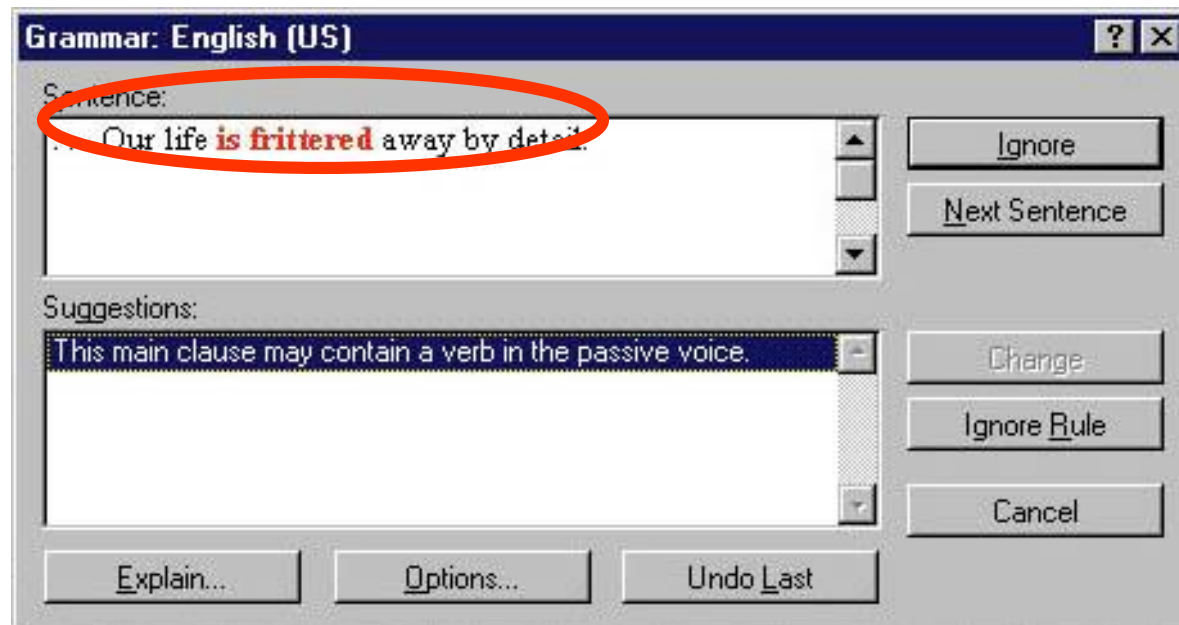 Grammar: English (US)
Sentence:
... Our life is frittered away by detail.
Ignore
Next Sentence
Suggestions:
This main clause may contain a verb in the passive voice.
Change
Ignore Rule
Cancel
Explain...
Options...
Undo Last